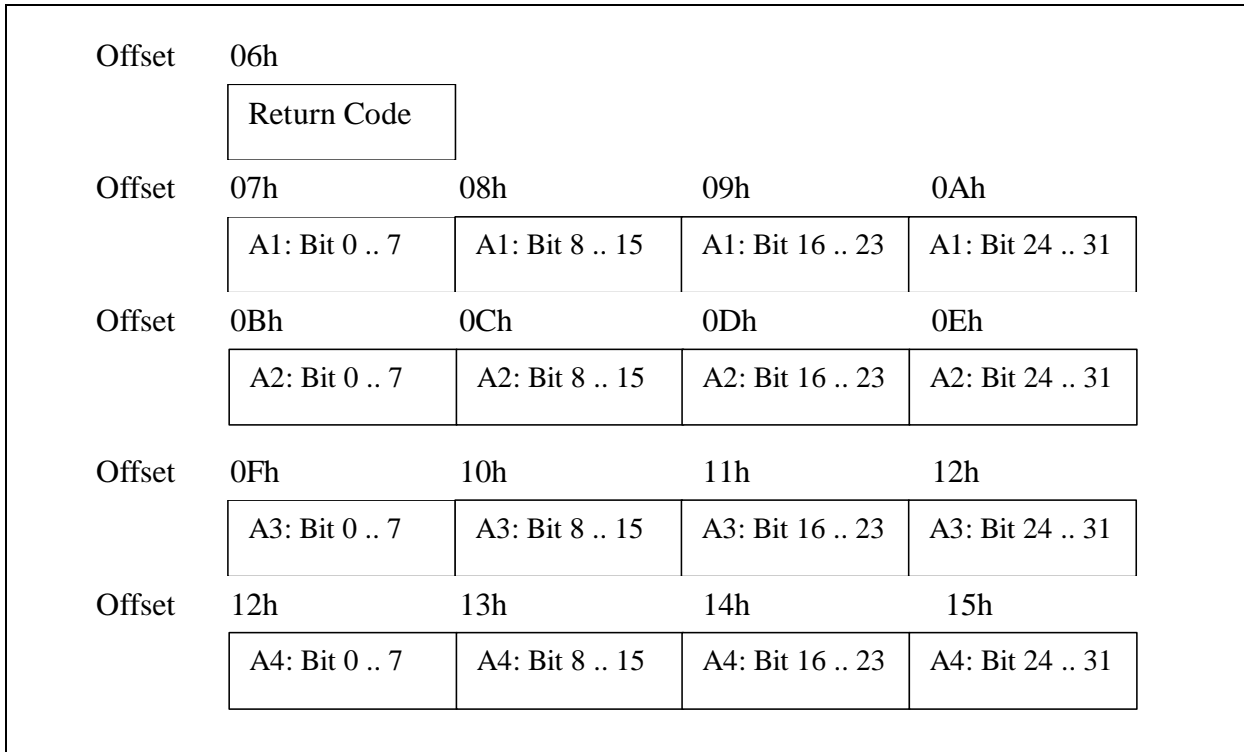 Offset 06h
Return Code
Offset 07h 08h 09h 0Ah
A1: Bit 0 .. 7 A1: Bit 8 .. 15 A1: Bit 16 .. 23 A1: Bit 24 .. 31
Offset 0Bh 0Ch 0Dh 0Eh
A2: Bit 0 .. 7 A2: Bit 8 .. 15 A2: Bit 16 .. 23 A2: Bit 24 .. 31
Offset 0Fh 10h 11h 12h
A3: Bit 0 .. 7 A3: Bit 8 .. 15 A3: Bit 16 .. 23 A3: Bit 24 .. 31
Offset 12h 13h 14h 15h
A4: Bit 0 .. 7 A4: Bit 8 .. 15 A4: Bit 16 .. 23 A4: Bit 24 .. 31